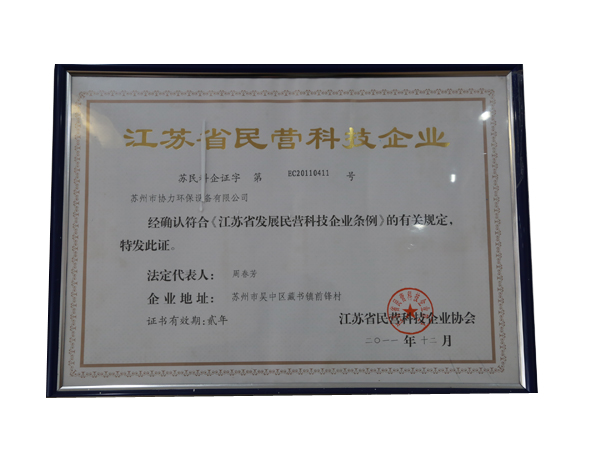 江苏省民营科技企业
苏民科企证字 第 EC20110411 号
苏州市协力环保设备有限公司
经确认符合《江苏省发展民营科技企业条例》的有关规定，
特发此证。
法定代表人： 周春芳
企业地址： 苏州市吴中区藏书镇前锋村
证书有效期：贰年
江苏省民营科技企业协会
二〇一一年十二月